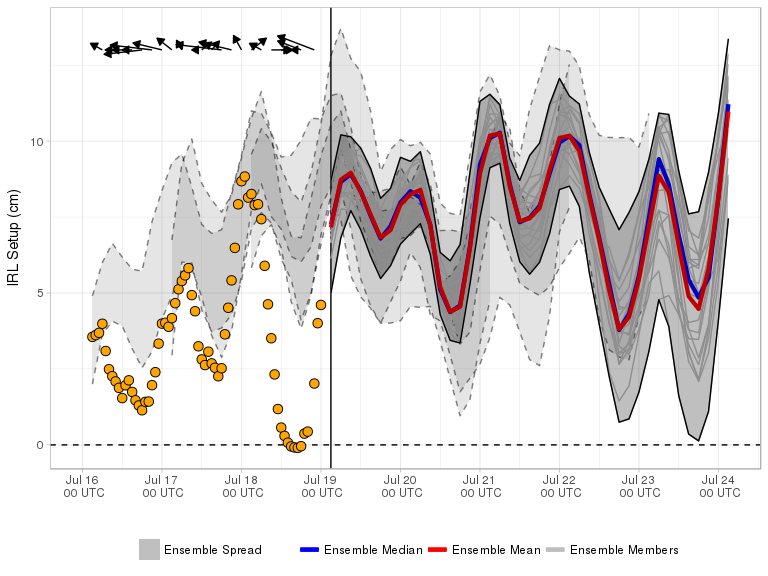 IRL Setup (cm)
10
5
0
Jul 16 Jul 17 Jul 18 Jul 19 Jul 20 Jul 21 Jul 22 Jul 23 Jul 24
00 UTC 00 UTC 00 UTC 00 UTC 00 UTC 00 UTC 00 UTC 00 UTC 00 UTC
Ensemble Spread Ensemble Median Ensemble Mean Ensemble Members